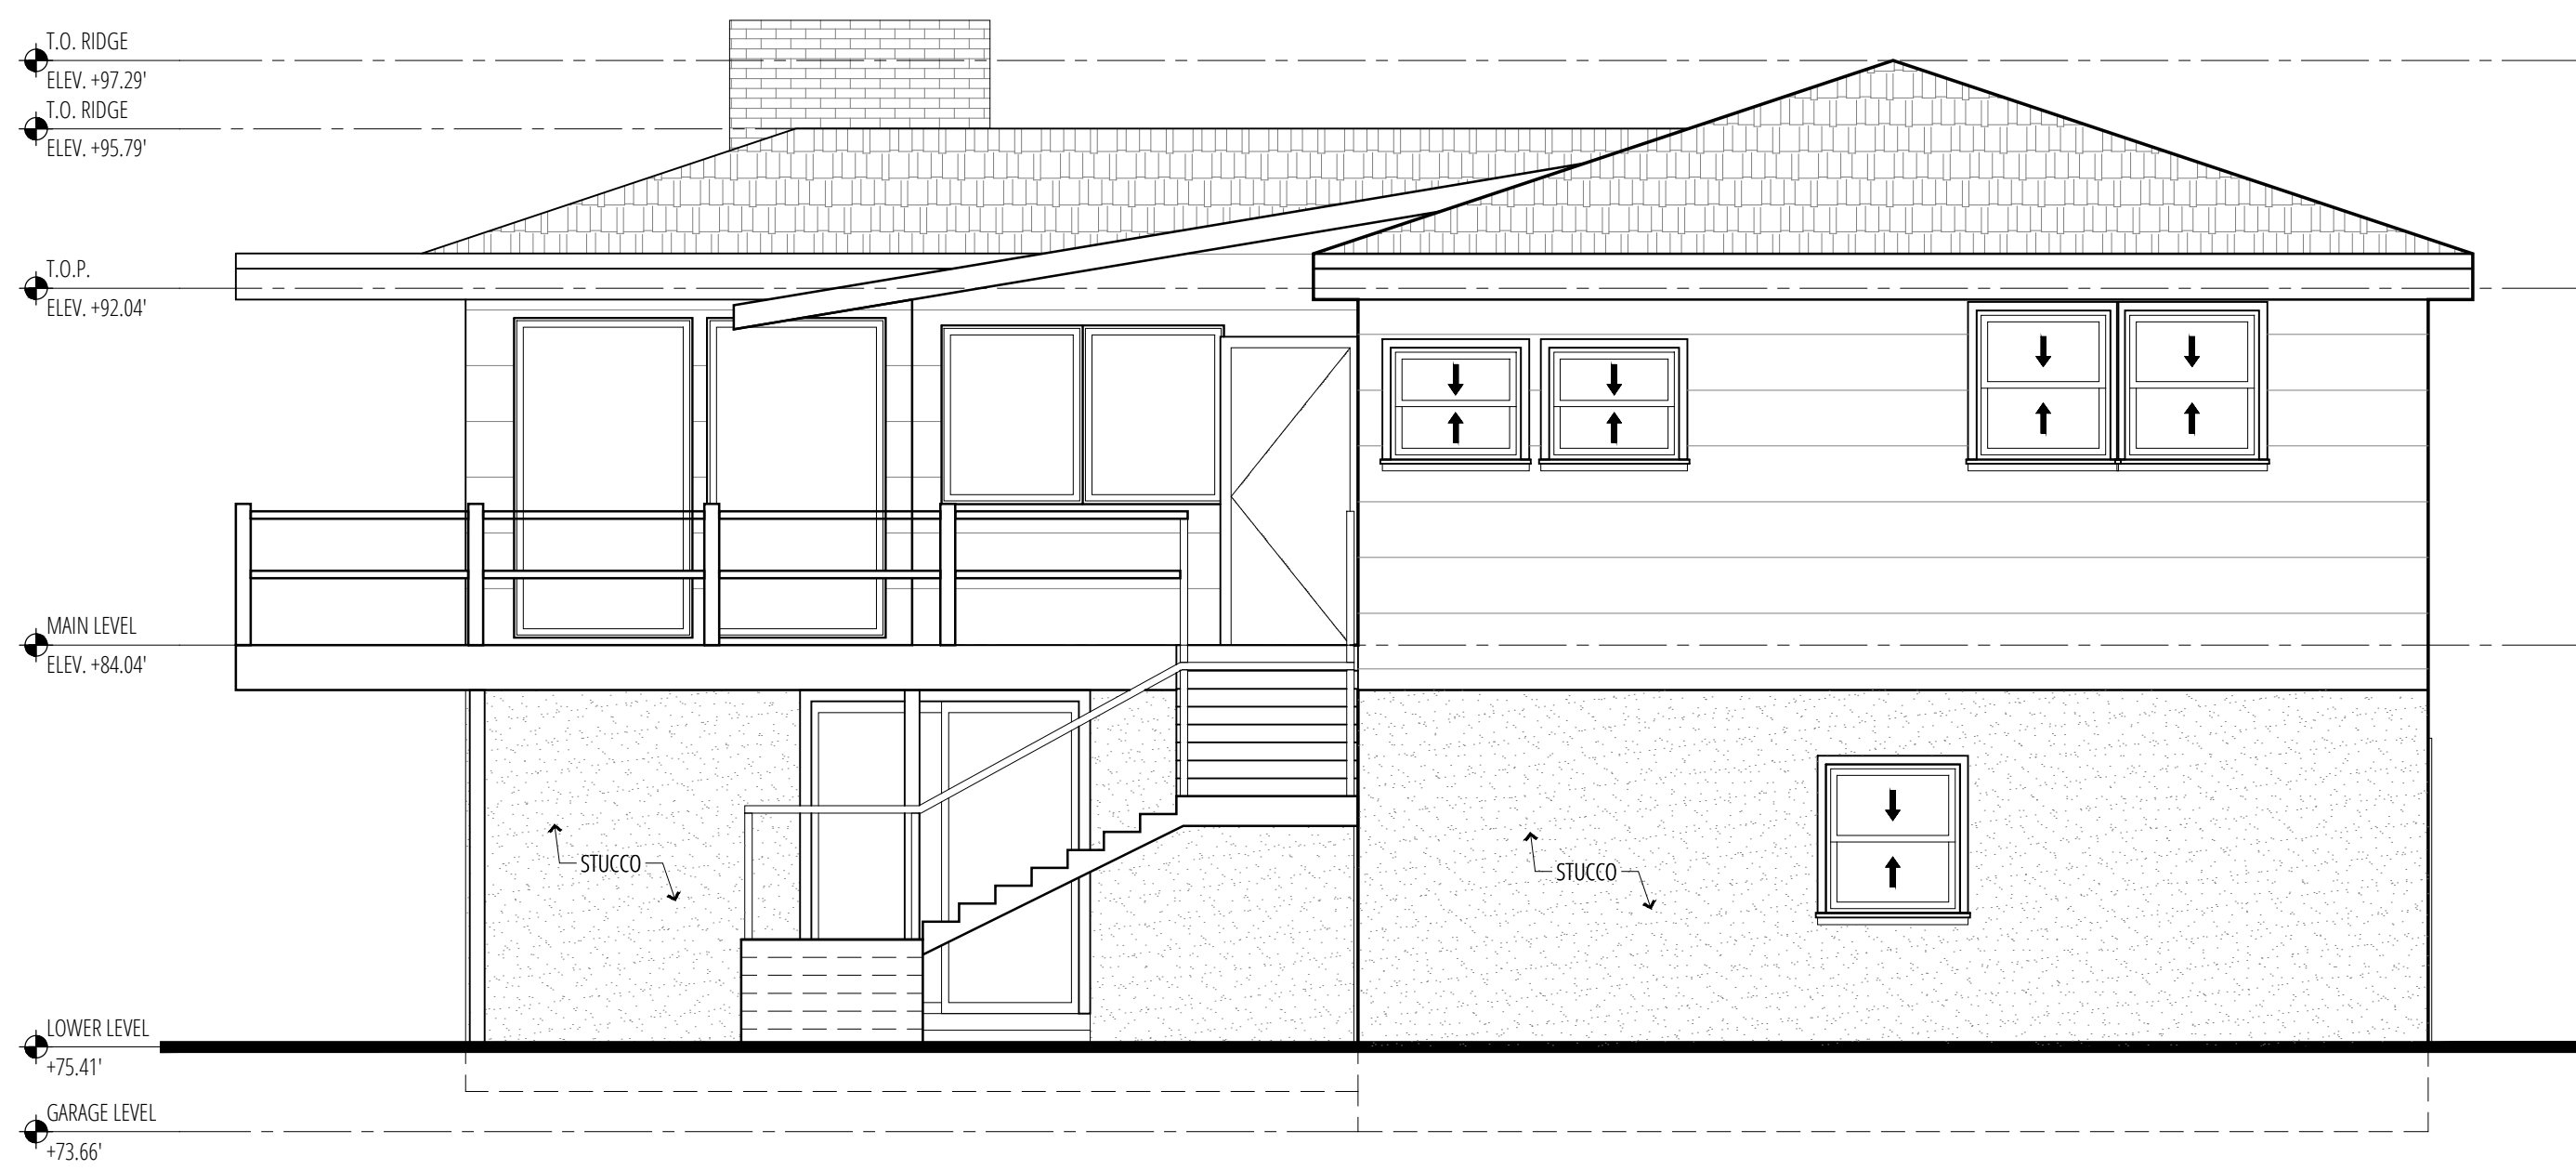 T.O. RIDGE
ELEV. +97.29'
T.O. RIDGE
ELEV. +95.79'
T.O.P.
ELEV. +92.04'
MAIN LEVEL
ELEV. +84.04'
STUCCO
STUCCO
LOWER LEVEL
+75.41'
GARAGE LEVEL
+73.66'